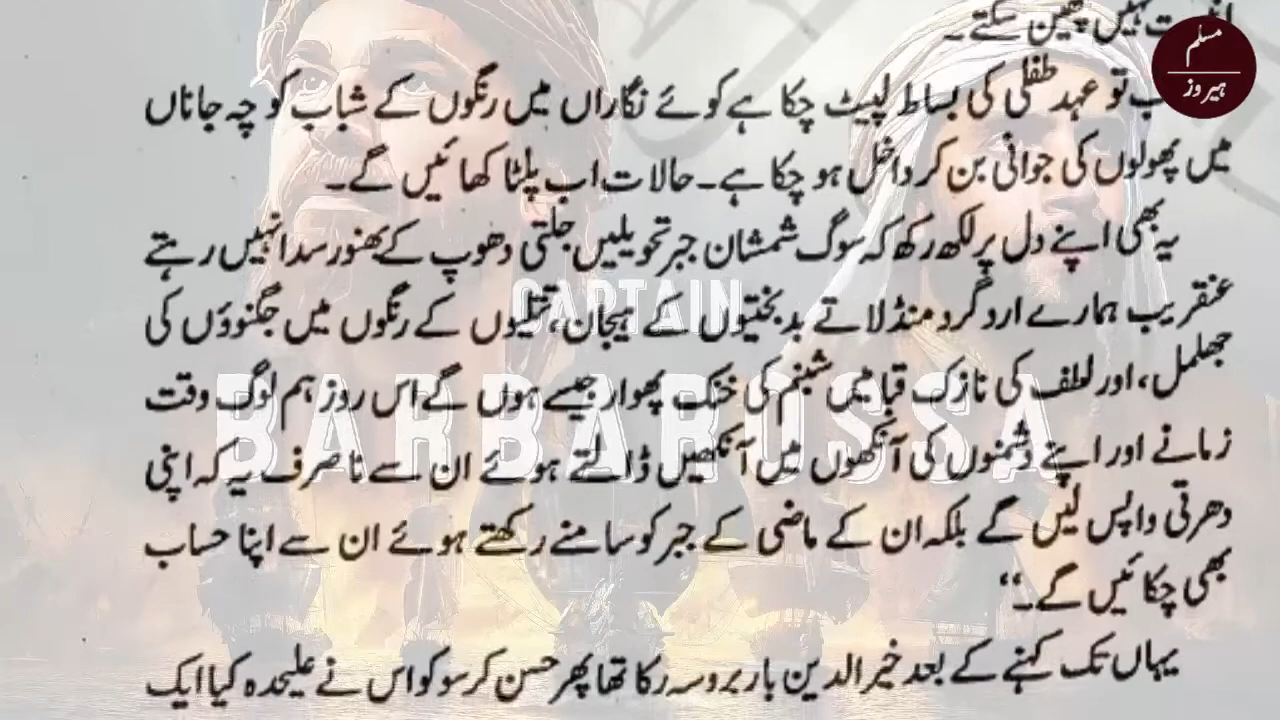 نہیں چھین سکتے۔
مسلم
ہیروز
تو عہد طفلی کی بساط لپیٹ چکا ہے کوئے نگاراں میں رنگوں کے شباب کو چہ جاناں
میں پھولوں کی جوانی بن کر داخل ہو چکا ہے۔ حالات اب پلٹا کھائیں گے۔
یہ بھی اپنے دل پر لکھ رکھ کہ سوگ شمشان جبر تحویلیں جلتی دھوپ کے بھنور سدا نہیں رہتے
عنقریب ہمارے اردگرد منڈلاتے بدبختیوں کے ہیجان، تتلیوں کے رنگوں میں جگنوؤں کی
جھلمل، اور لطف کی نازک قبا میں شبنم کی خنک پھوار جیسے ہوں گے اس روز ہم لوگ وقت
زمانے اور اپنے دشمنوں کی آنکھوں میں آنکھیں ڈالتے ہوئے ان سے نا صرف یہ کہ اپنی
دھرتی واپس لیں گے بلکہ ان کے ماضی کے جبر کو سامنے رکھتے ہوئے ان سے اپنا حساب
بھی چکائیں گے۔‘‘
یہاں تک کہنے کے بعد خیر الدین باربروسہ رکا تھا پھر حسن کرسو کو اس نے علیحدہ کیا ایک
CAPTAIN
BARBAROSSA